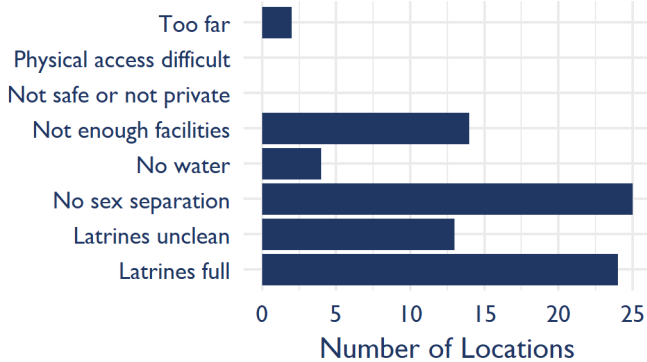 Too far
Physical access difficult
Not safe or not private
Not enough facilities
No water
No sex separation
Latrines unclean
Latrines full
0 5 10 15 20 25
Number of Locations